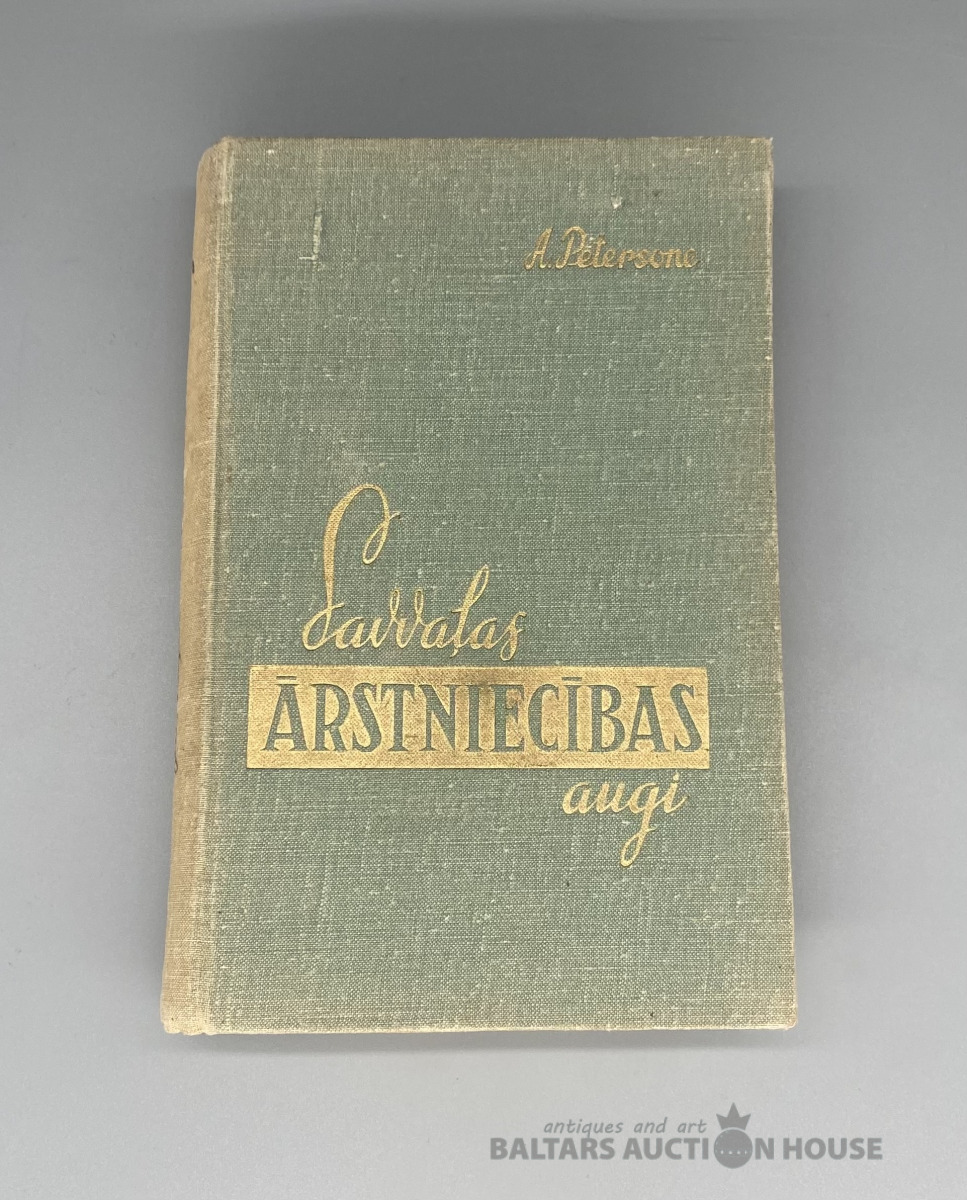 A. Pētersone
Savvaļas
ĀRSTNIECĪBAS
augi
antiques and art
BALTARS AUCTION HOUSE